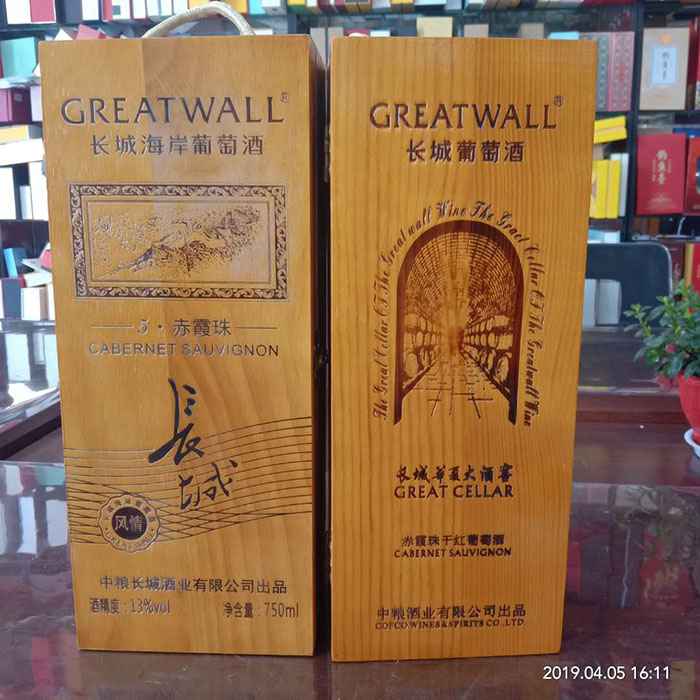 GREATWALL®
长城海岸葡萄酒
5·赤霞珠
CABERNET SAUVIGNON
長城
风情
中粮长城酒业有限公司出品
酒精度:13%vol 净含量:750ml
GREATWALL®
长城葡萄酒
The Great Cellar Of The Great wall Wine The Graet Cellar Of The Greatwall Wine
长城华夏大酒窖
GREAT CELLAR
赤霞珠干红葡萄酒
CABERNET SAUVIGNON
中粮酒业有限公司出品
COFCO WINES&SPIRITS CO.,LTD.
2019.04.05 16:11